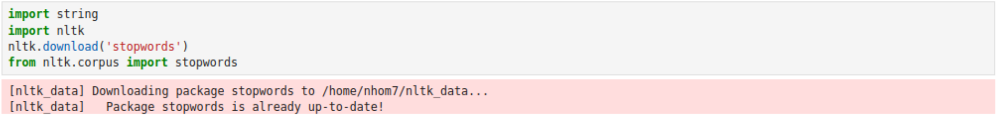 import string
import nltk
nltk.download('stopwords')
from nltk.corpus import stopwords
[nltk_data] Downloading package stopwords to /home/nhom7/nltk_data...
[nltk_data]   Package stopwords is already up-to-date!